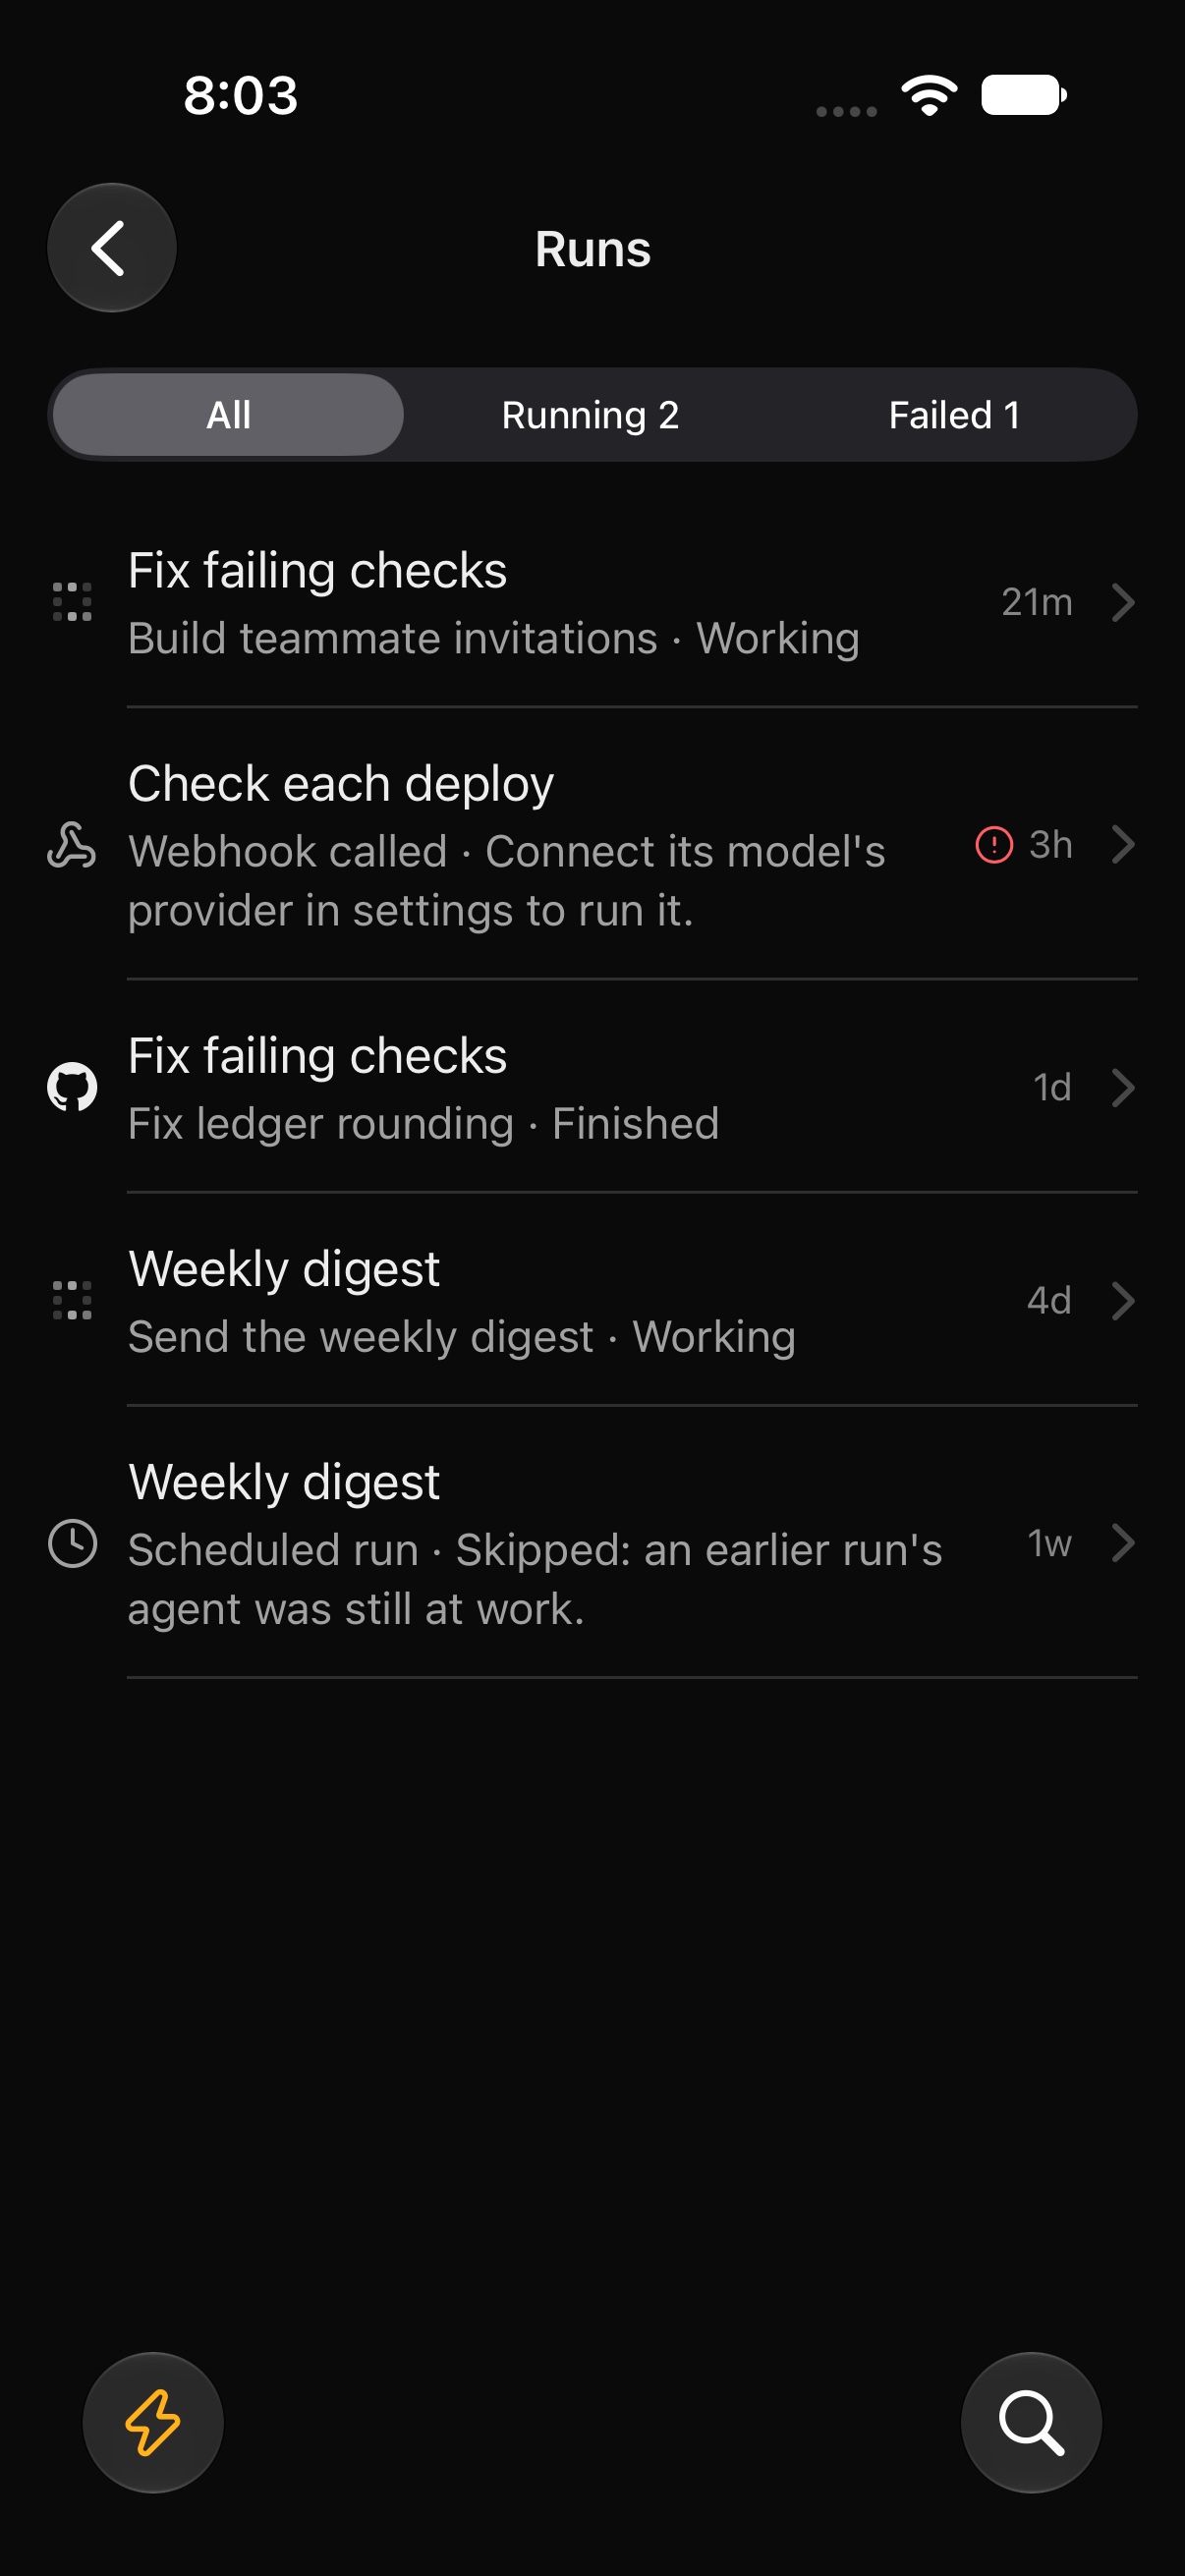 8:03
Runs
All
Running 2
Failed 1
Fix failing checks
Build teammate invitations · Working
21m
Check each deploy
Webhook called · Connect its model's
provider in settings to run it.
3h
Fix failing checks
Fix ledger rounding · Finished
1d
Weekly digest
Send the weekly digest · Working
4d
Weekly digest
Scheduled run · Skipped: an earlier run's
agent was still at work.
1w